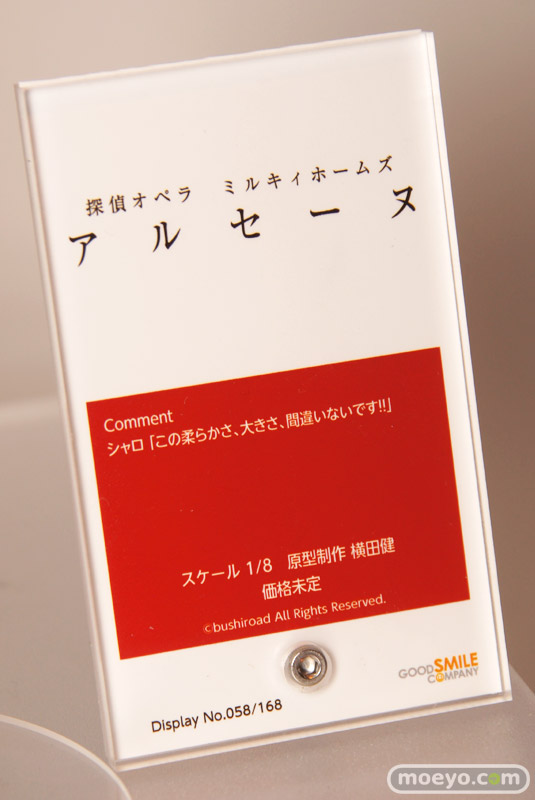 探偵オペラ ミルキィホームズ
アルセーヌ
Comment
シャロ「この柔らかさ、大きさ、間違いないです!!」
スケール 1/8 原型制作 横田健
価格未定
©bushiroad All Rights Reserved.
GOOD SMILE
COMPANY
Display No.058/168
moeyo.com